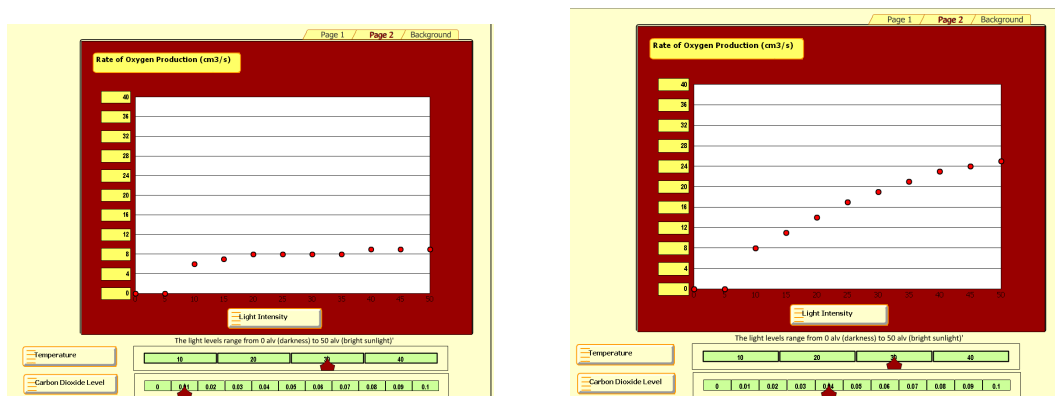 Page 1 / Page 2 / Background
Rate of Oxygen Production (cm3/s)
40
36
32
28
24
20
16
12
8
4
0
0 5 10 15 20 25 30 35 40 45 50
Light Intensity
The light levels range from 0 alv (darkness) to 50 alv (bright sunlight)'
Temperature
10 20 30 40
Carbon Dioxide Level
0 0.01 0.02 0.03 0.04 0.05 0.06 0.07 0.08 0.09 0.1
Page 1 / Page 2 / Background
Rate of Oxygen Production (cm3/s)
40
36
32
28
24
20
16
12
8
4
0
0 5 10 15 20 25 30 35 40 45 50
Light Intensity
The light levels range from 0 alv (darkness) to 50 alv (bright sunlight)'
Temperature
10 20 30 40
Carbon Dioxide Level
0 0.01 0.02 0.03 0.04 0.05 0.06 0.07 0.08 0.09 0.1